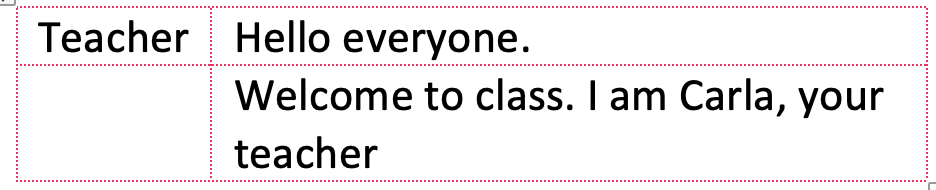 Teacher Hello everyone.
Welcome to class. I am Carla, your
teacher